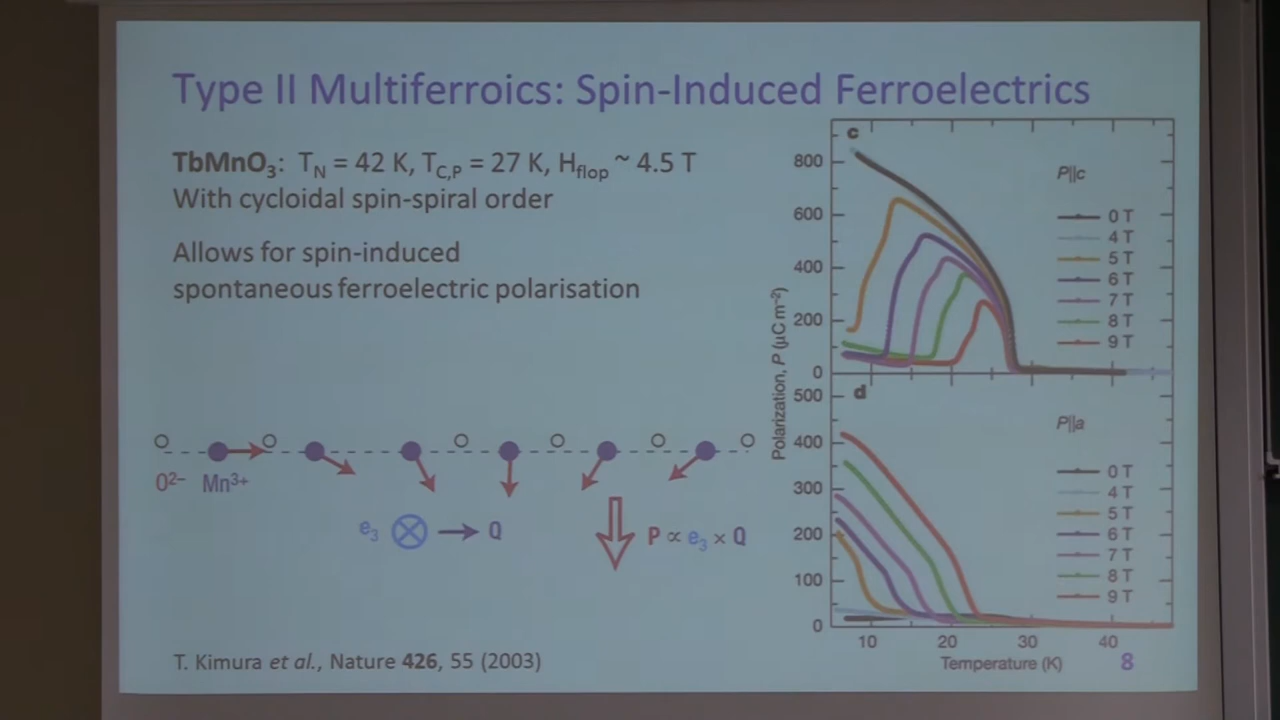 Type II Multiferroics: Spin-Induced Ferroelectrics
TbMnO₃: T_N = 42 K, T_C,P = 27 K, H_flop ~ 4.5 T
With cycloidal spin-spiral order
Allows for spin-induced
spontaneous ferroelectric polarisation
O²⁻ Mn³⁺
e₃ Q
P ∝ e₃ × Q
T. Kimura et al., Nature 426, 55 (2003)
Polarization, P (μC m⁻²)
c
P||c
800
600
400
200
0
0 T
4 T
5 T
6 T
7 T
8 T
9 T
d
P||a
500
400
300
200
100
0
0 T
4 T
5 T
6 T
7 T
8 T
9 T
10 20 30 40
Temperature (K)
8